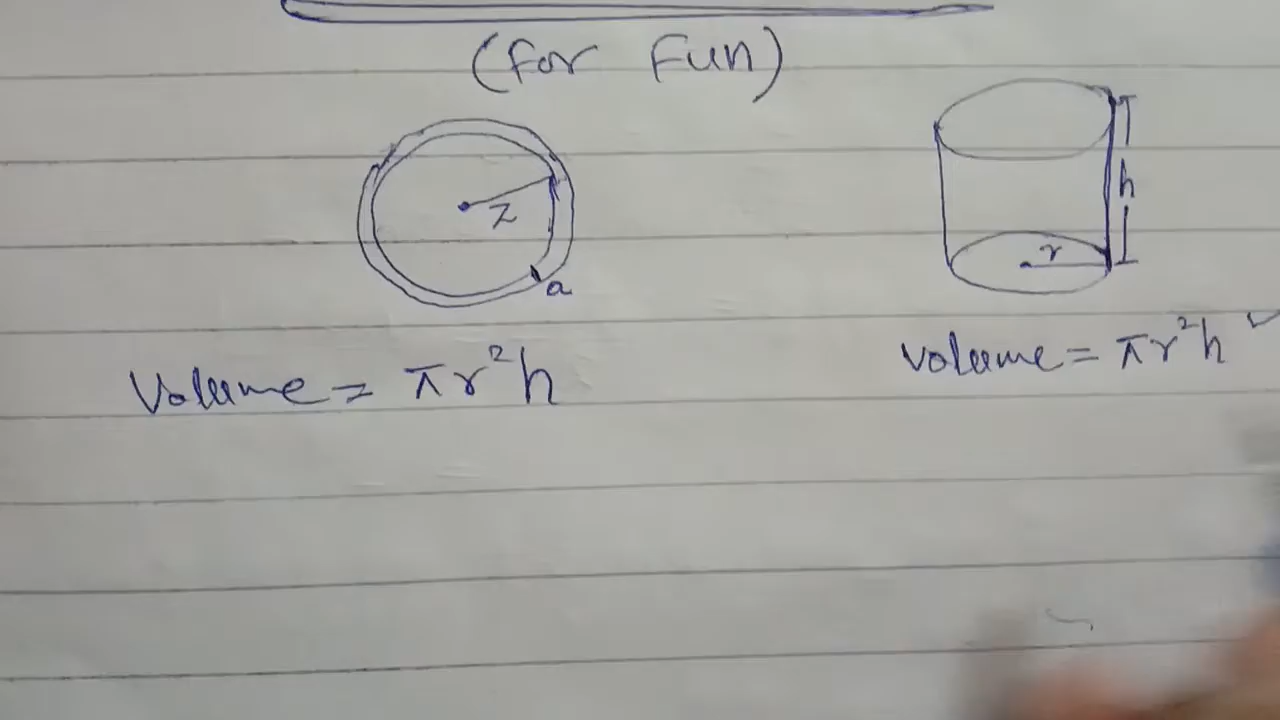 (for Fun)
z
a
h
r
Volume = πr²h
Volume = πr²h